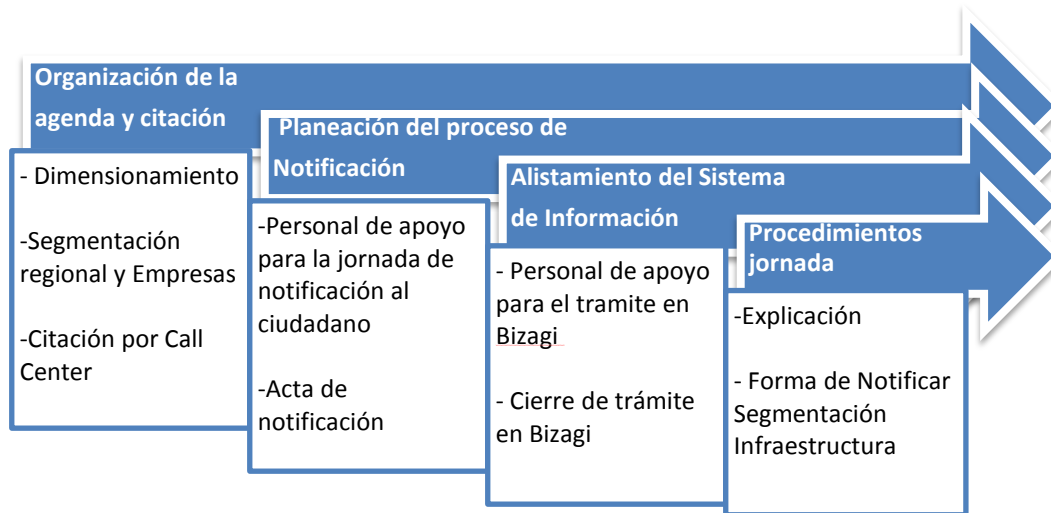 Organización de la
agenda y citación
- Dimensionamiento
-Segmentación
regional y Empresas
-Citación por Call
Center
Planeación del proceso de
Notificación
-Personal de apoyo
para la jornada de
notificación al
ciudadano
-Acta de
notificación
Alistamiento del Sistema
de Información
- Personal de apoyo
para el tramite en
Bizagi
- Cierre de trámite
en Bizagi
Procedimientos
jornada
-Explicación
- Forma de Notificar
Segmentación
Infraestructura